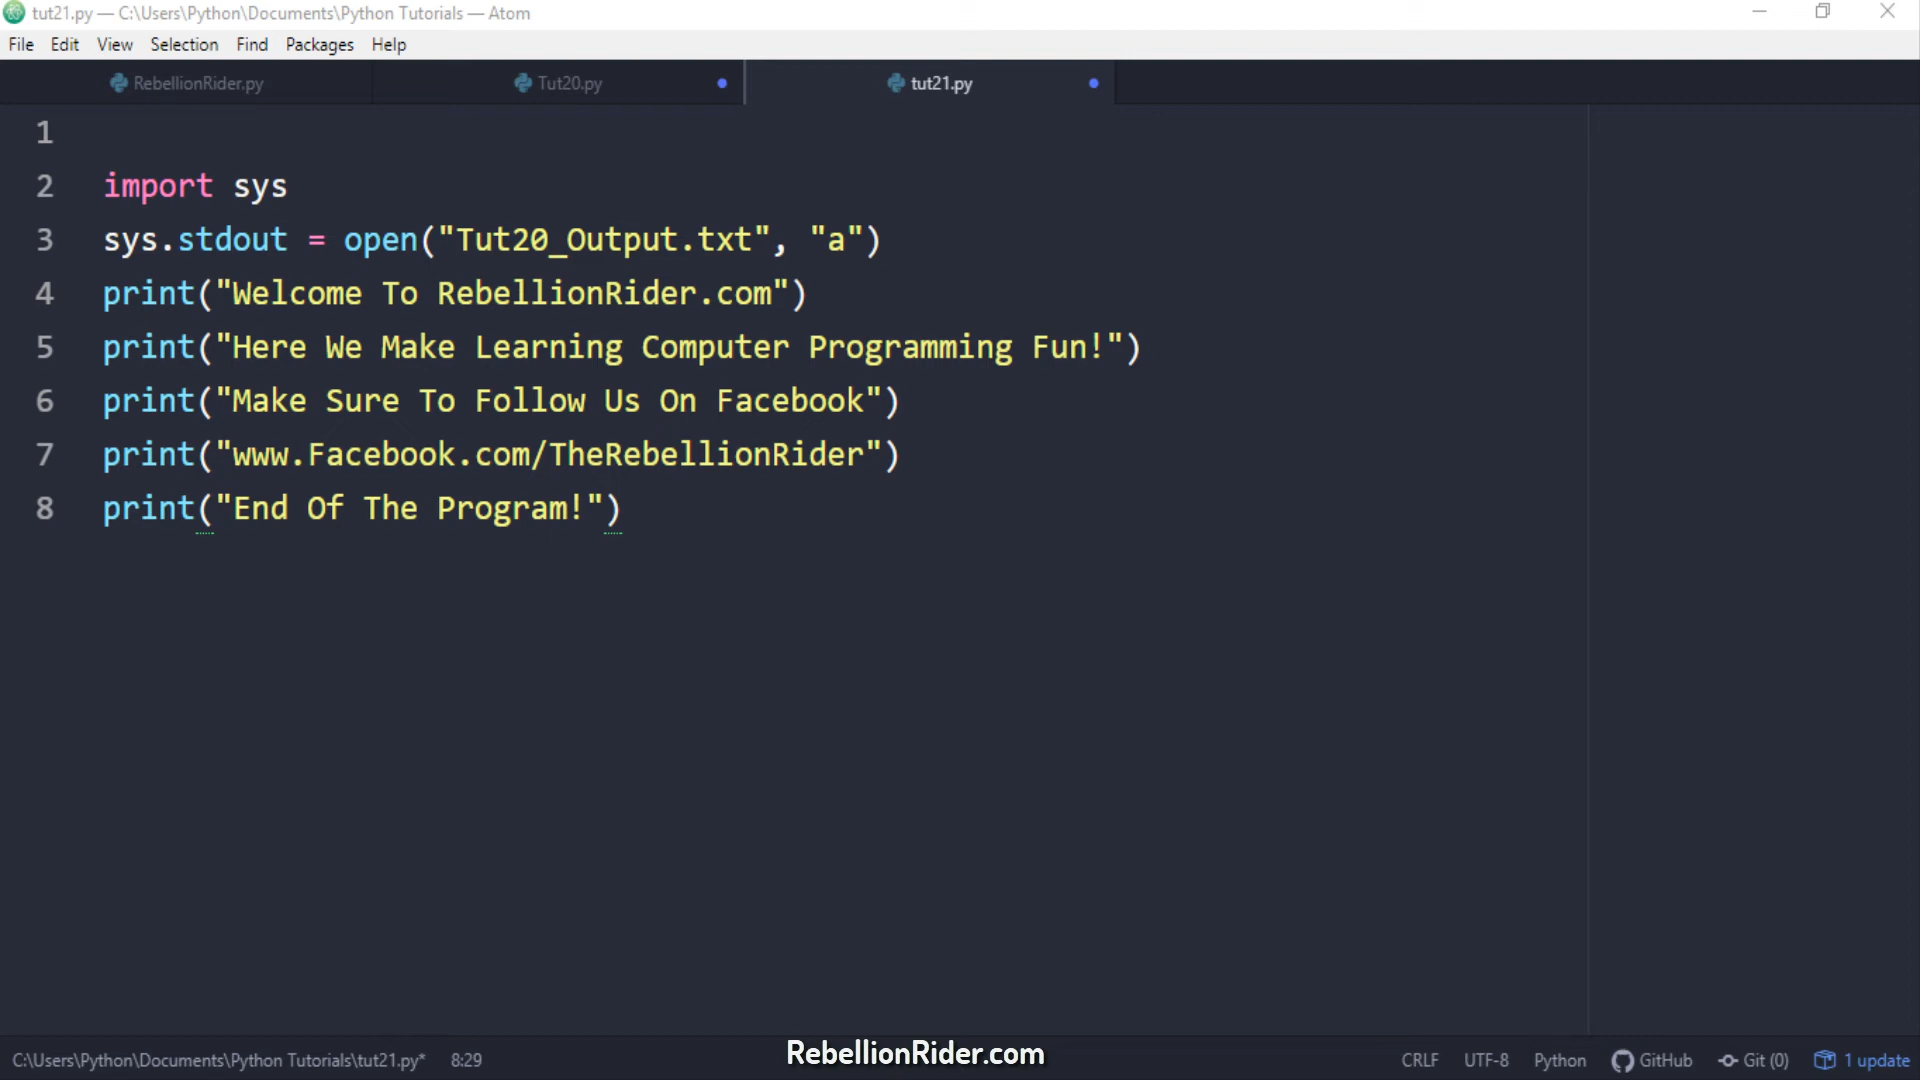 tut21.py — C:\Users\Python\Documents\Python Tutorials — Atom
File Edit View Selection Find Packages Help
RebellionRider.py Tut20.py tut21.py
1
2 import sys
3 sys.stdout = open("Tut20_Output.txt", "a")
4 print("Welcome To RebellionRider.com")
5 print("Here We Make Learning Computer Programming Fun!")
6 print("Make Sure To Follow Us On Facebook")
7 print("www.Facebook.com/TheRebellionRider")
8 print("End Of The Program!")
C:\Users\Python\Documents\Python Tutorials\tut21.py* 8:29 RebellionRider.com CRLF UTF-8 Python GitHub Git (0) 1 update